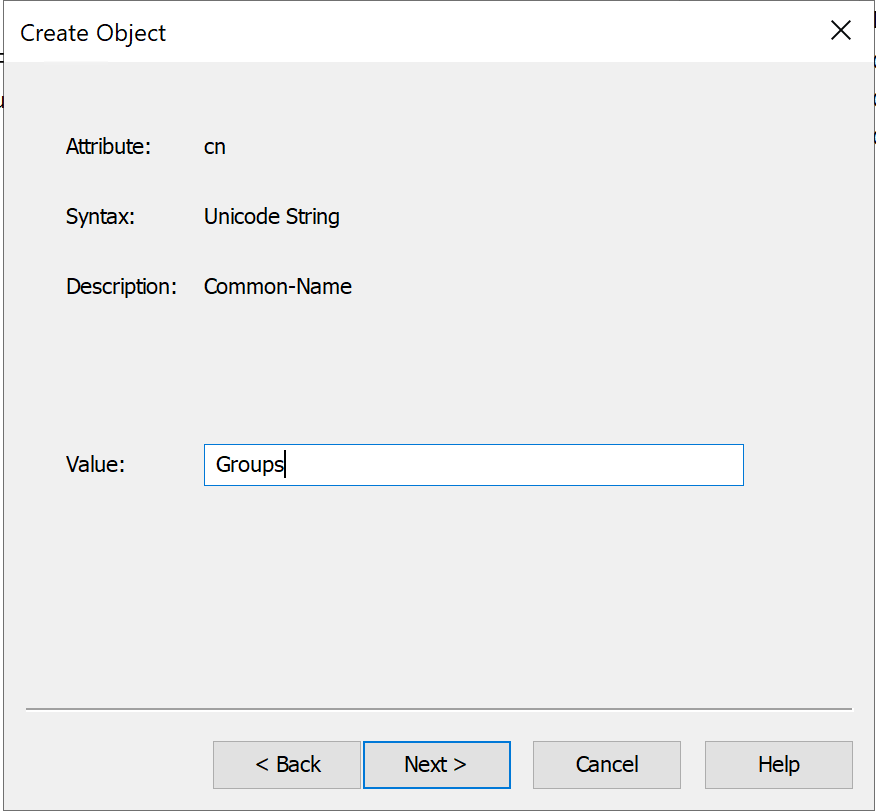 Create Object
Attribute: cn
Syntax: Unicode String
Description: Common-Name
Value: Groups
< Back Next > Cancel Help